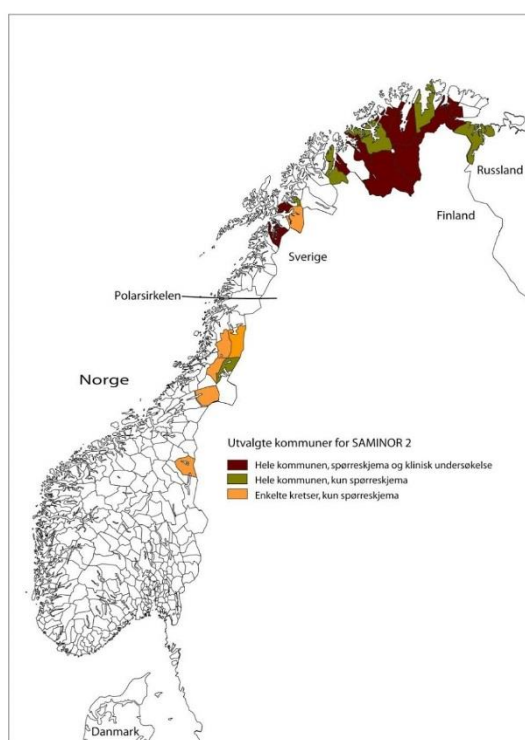 Russland
Finland
Sverige
Polarsirkelen
Norge
Utvalgte kommuner for SAMINOR 2
Hele kommunen, spørreskjema og klinisk undersøkelse
Hele kommunen, kun spørreskjema
Enkelte kretser, kun spørreskjema
Danmark